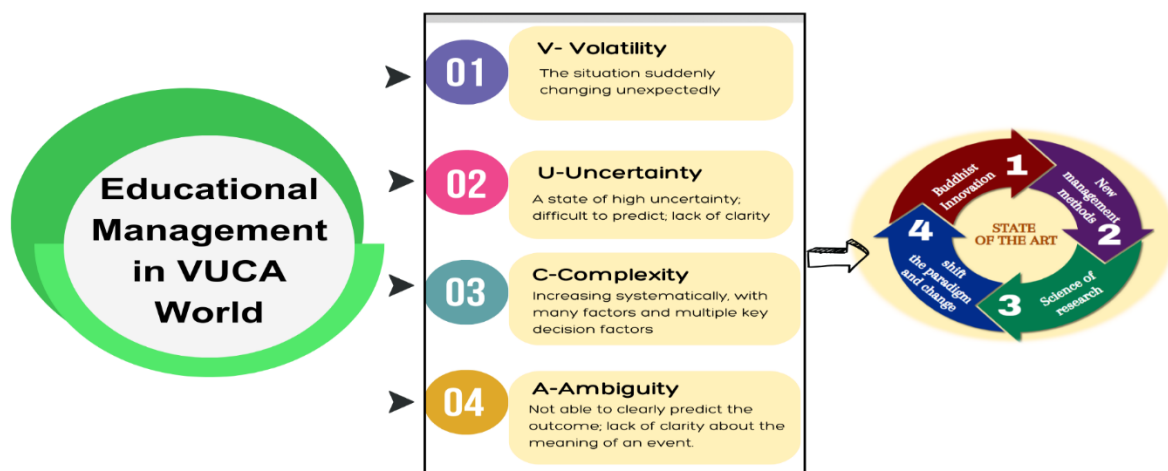 Educational
Management
in VUCA
World
01
V- Volatility
The situation suddenly
changing unexpectedly
02
U-Uncertainty
A state of high uncertainty;
difficult to predict; lack of clarity
03
C-Complexity
Increasing systematically, with
many factors and multiple key
decision factors
04
A-Ambiguity
Not able to clearly predict the
outcome; lack of clarity about the
meaning of an event.
STATE
OF THE ART
1
Buddhist
Innovation
2
New
management
methods
3
Science of
research
4
shift
the paradigm
and change